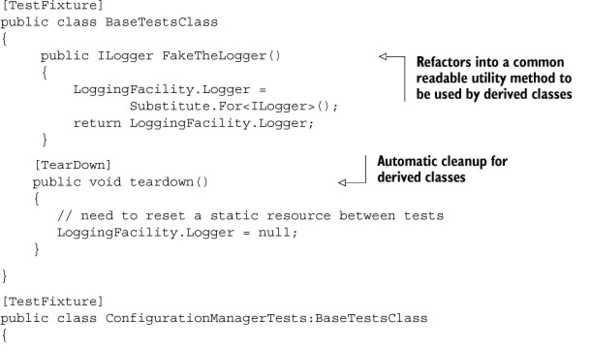 [TestFixture]
public class BaseTestsClass
{
public ILogger FakeTheLogger()
{
LoggingFacility.Logger =
Substitute.For<ILogger>();
return LoggingFacility.Logger;
}
Refactors into a common
readable utility method to
be used by derived classes
[TearDown]
public void teardown()
{
// need to reset a static resource between tests
LoggingFacility.Logger = null;
}
Automatic cleanup for
derived classes
}
[TestFixture]
public class ConfigurationManagerTests:BaseTestsClass
{